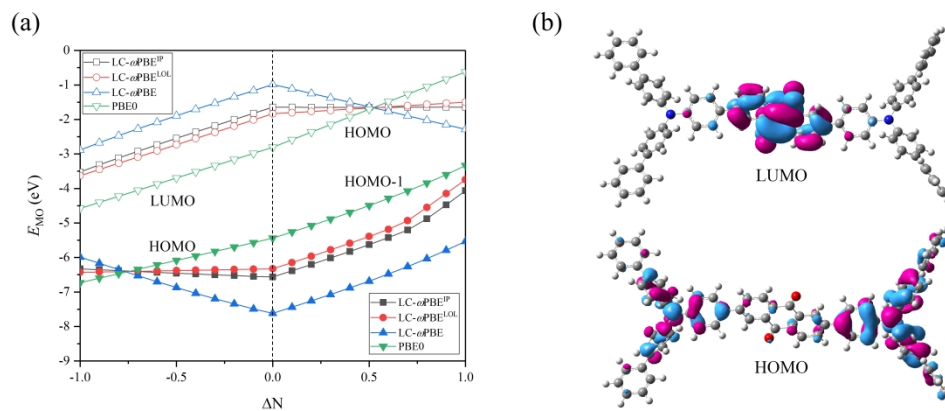 (a)
(b)
0
-1
-2
-3
-4
-5
-6
-7
-8
-9
E_MO (eV)
LC-ωPBE^IP
LC-ωPBE^LOL
LC-ωPBE
PBE0
HOMO
HOMO-1
LUMO
HOMO
LC-ωPBE^IP
LC-ωPBE^LOL
LC-ωPBE
PBE0
-1.0 -0.5 0.0 0.5 1.0
ΔN
LUMO
HOMO